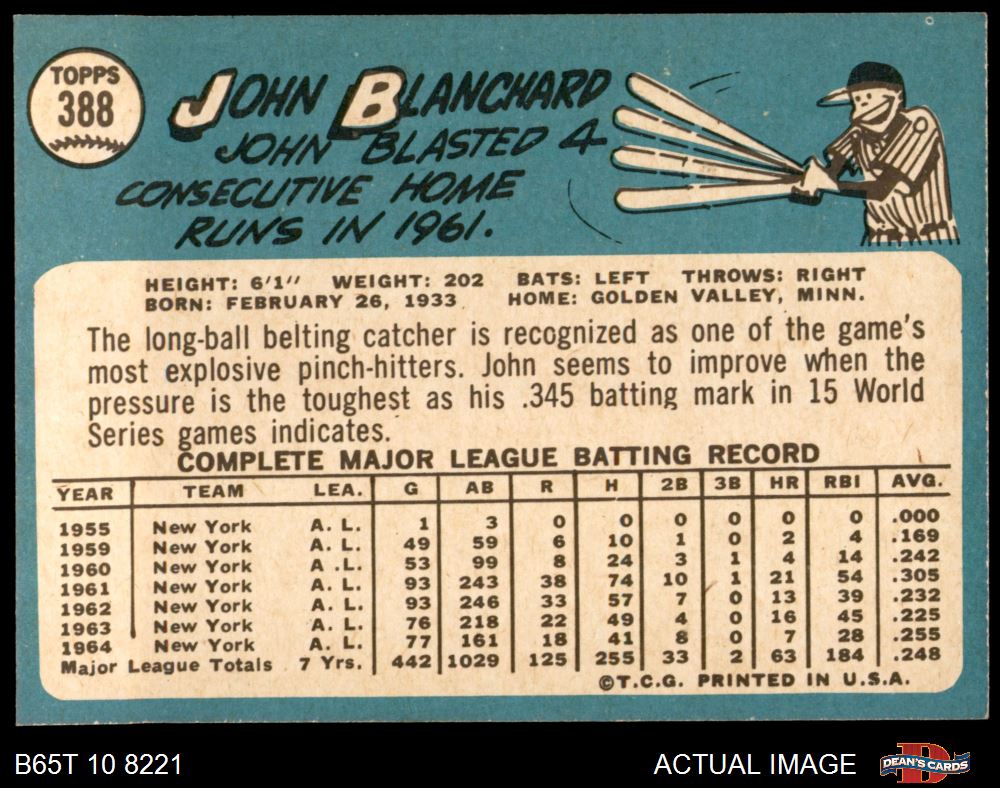 TOPPS
388
JOHN BLANCHARD
JOHN BLASTED 4
CONSECUTIVE HOME
RUNS IN 1961.
HEIGHT: 6'1" WEIGHT: 202 BATS: LEFT THROWS: RIGHT
BORN: FEBRUARY 26, 1933 HOME: GOLDEN VALLEY, MINN.
The long-ball belting catcher is recognized as one of the game's
most explosive pinch-hitters. John seems to improve when the
pressure is the toughest as his .345 batting mark in 15 World
Series games indicates.
COMPLETE MAJOR LEAGUE BATTING RECORD
YEAR TEAM LEA. G AB R H 2B 3B HR RBI AVG.
1955 New York A. L. 1 3 0 0 0 0 0 0 .000
1959 New York A. L. 49 59 6 10 1 0 2 4 .169
1960 New York A .L. 53 99 8 24 3 1 4 14 .242
1961 New York A. L. 93 243 38 74 10 1 21 54 .305
1962 New York A. L. 93 246 33 57 7 0 13 39 .232
1963 New York A. L. 76 218 22 49 4 0 16 45 .225
1964 New York A. L. 77 161 18 41 8 0 7 28 .255
Major League Totals 7 Yrs. 442 1029 125 255 33 2 63 184 .248
©T.C.G. PRINTED IN U.S.A.
B65T 10 8221 ACTUAL IMAGE DEAN'S CARDS